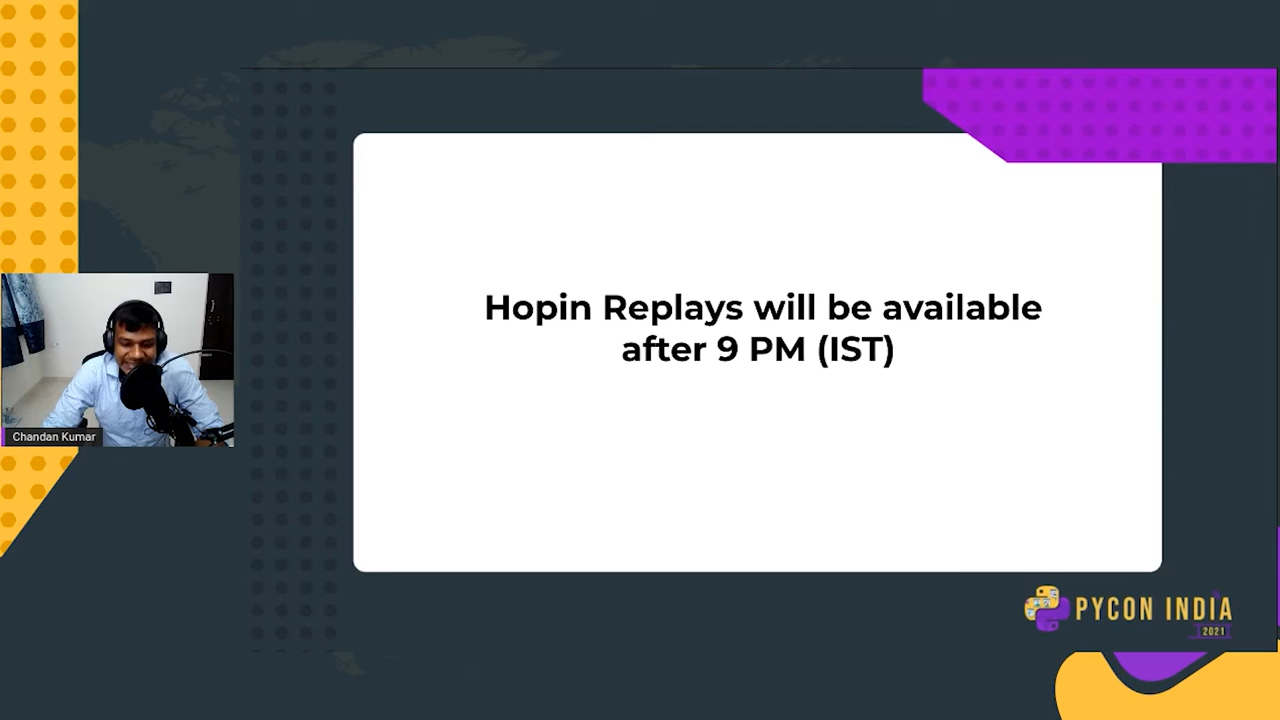 Hopin Replays will be available
after 9 PM (IST)
Chandan Kumar
PYCON INDIA
2021